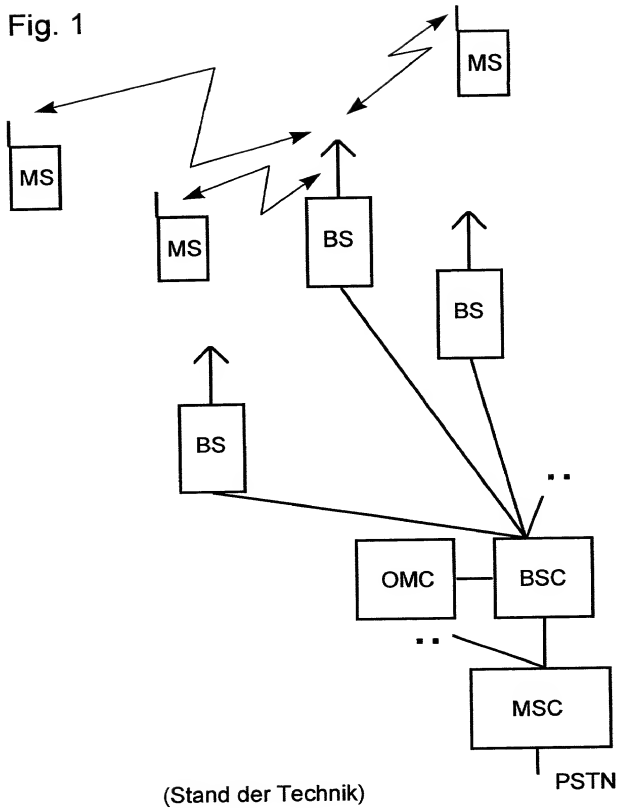 Fig. 1
MS
MS
MS
BS
BS
BS
OMC
BSC
MSC
PSTN
(Stand der Technik)